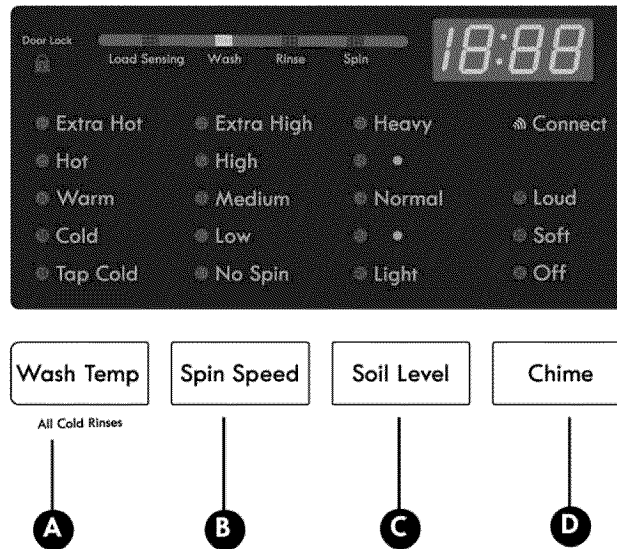 Door Lock
Load Sensing Wash Rinse Spin
18:88
Extra Hot Extra High Heavy Connect
Hot High
Warm Medium Normal Loud
Cold Low Soft
Tap Cold No Spin Light Off
Wash Temp Spin Speed Soil Level Chime
All Cold Rinses
A B C D